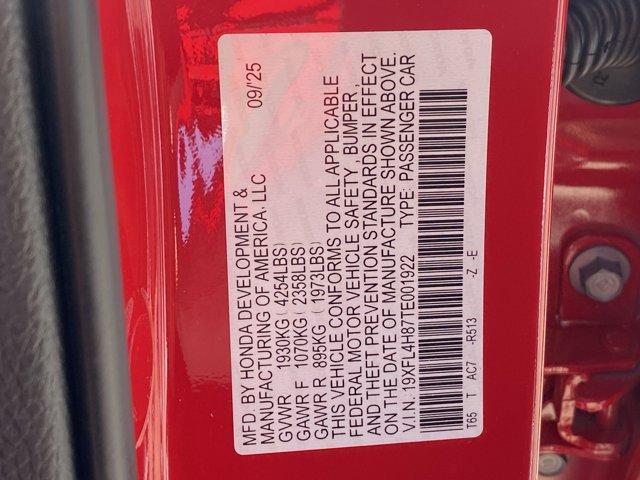 MFD. BY HONDA DEVELOPMENT & 09/'25
MANUFACTURING OF AMERICA, LLC
GVWR 1930KG ( 4254LBS)
GAWR F 1070KG ( 2358LBS)
GAWR R 895KG ( 1973LBS)
THIS VEHICLE CONFORMS TO ALL APPLICABLE
FEDERAL MOTOR VEHICLE SAFETY, BUMPER,
AND THEFT PREVENTION STANDARDS IN EFFECT
ON THE DATE OF MANUFACTURE SHOWN ABOVE.
V.I.N: 19XFL4H87TE001922 TYPE: PASSENGER CAR
T65 T AC7 -R513 -Z -E